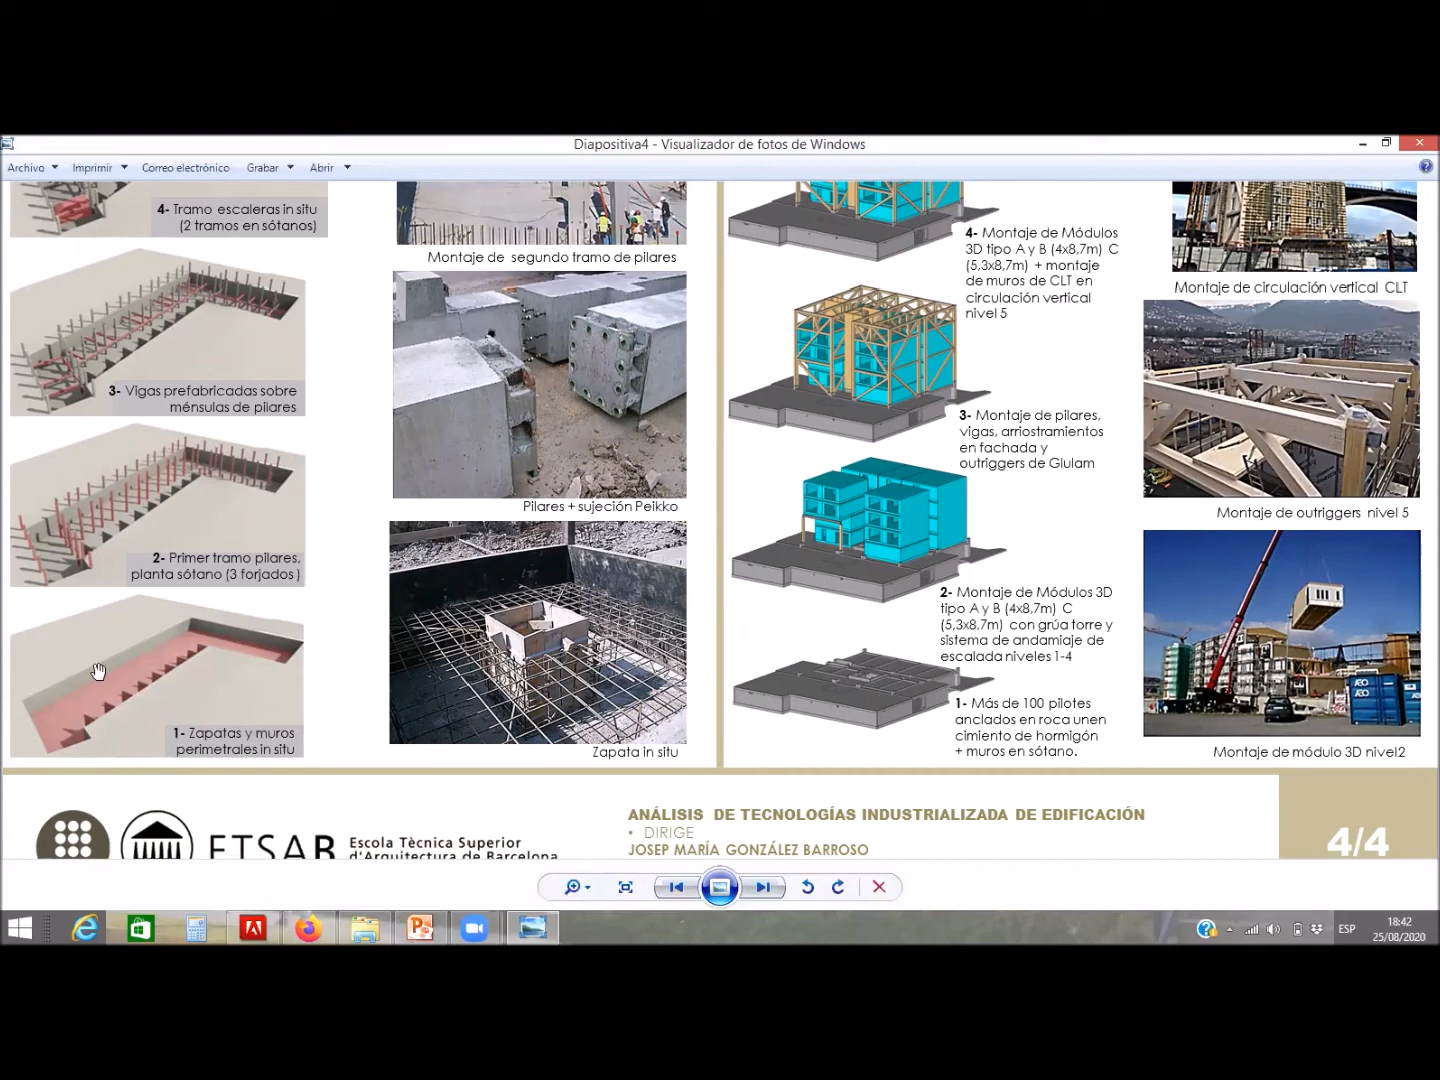 Diapositiva4 - Visualizador de fotos de Windows
Archivo Imprimir Correo electrónico Grabar Abrir
4- Tramo escaleras in situ
(2 tramos en sótanos)
3- Vigas prefabricadas sobre
ménsulas de pilares
2- Primer tramo pilares,
planta sótano (3 forjados)
1- Zapatas y muros
perimetrales in situ
Montaje de segundo tramo de pilares
Pilares + sujeción Peikko
Zapata in situ
4- Montaje de Módulos
3D tipo A y B (4x8,7m) C
(5,3x8,7m) + montaje
de muros de CLT en
circulación vertical
nivel 5
3- Montaje de pilares,
vigas, arriostramientos
en fachada y
outriggers de Glulam
2- Montaje de Módulos 3D
tipo A y B (4x8,7m) C
(5,3x8,7m) con grúa torre y
sistema de andamiaje de
escalada niveles 1-4
1- Más de 100 pilotes
anclados en roca unen
cimiento de hormigón
+ muros en sótano.
Montaje de circulación vertical CLT
Montaje de outriggers nivel 5
Montaje de módulo 3D nivel2
ETSAB
Escola Tècnica Superior
d'Arquitectura de Barcelona
ANÁLISIS DE TECNOLOGÍAS INDUSTRIALIZADA DE EDIFICACIÓN
• DIRIGE
JOSEP MARÍA GONZÁLEZ BARROSO
4/4
ESP
18:42
25/08/2020